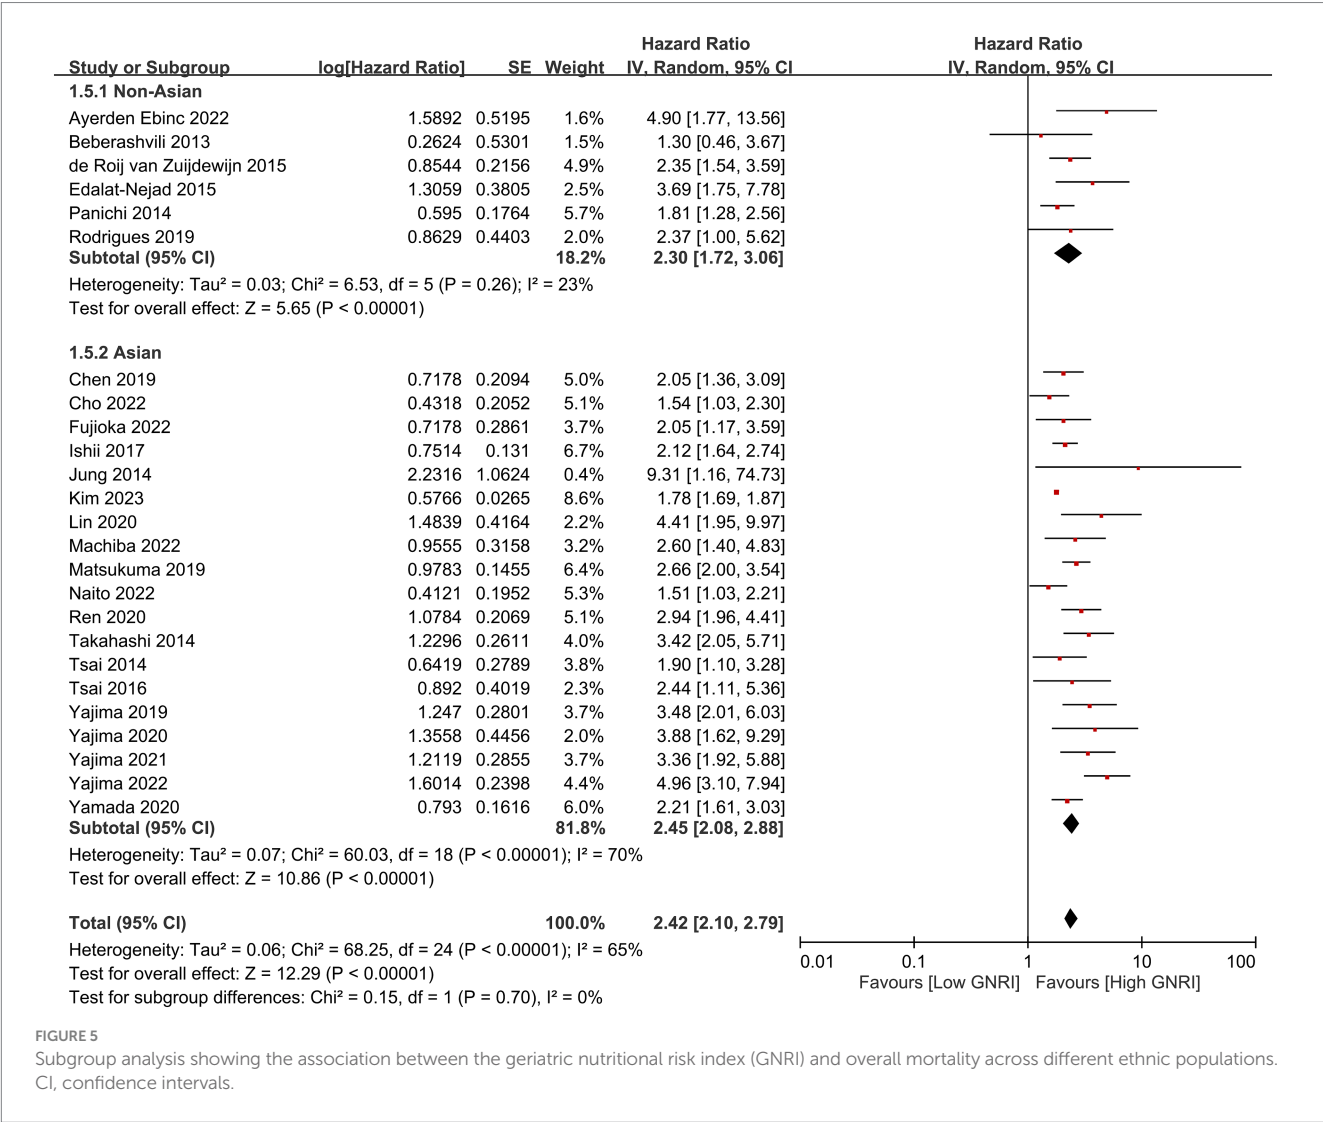 Hazard Ratio Hazard Ratio
Study or Subgroup log[Hazard Ratio] SE Weight IV, Random, 95% CI IV, Random, 95% CI
1.5.1 Non-Asian
Ayerden Ebinc 2022 1.5892 0.5195 1.6% 4.90 [1.77, 13.56]
Beberashvili 2013 0.2624 0.5301 1.5% 1.30 [0.46, 3.67]
de Roij van Zuijdewijn 2015 0.8544 0.2156 4.9% 2.35 [1.54, 3.59]
Edalat-Nejad 2015 1.3059 0.3805 2.5% 3.69 [1.75, 7.78]
Panichi 2014 0.595 0.1764 5.7% 1.81 [1.28, 2.56]
Rodrigues 2019 0.8629 0.4403 2.0% 2.37 [1.00, 5.62]
Subtotal (95% CI) 18.2% 2.30 [1.72, 3.06]
Heterogeneity: Tau² = 0.03; Chi² = 6.53, df = 5 (P = 0.26); I² = 23%
Test for overall effect: Z = 5.65 (P < 0.00001)
1.5.2 Asian
Chen 2019 0.7178 0.2094 5.0% 2.05 [1.36, 3.09]
Cho 2022 0.4318 0.2052 5.1% 1.54 [1.03, 2.30]
Fujioka 2022 0.7178 0.2861 3.7% 2.05 [1.17, 3.59]
Ishii 2017 0.7514 0.131 6.7% 2.12 [1.64, 2.74]
Jung 2014 2.2316 1.0624 0.4% 9.31 [1.16, 74.73]
Kim 2023 0.5766 0.0265 8.6% 1.78 [1.69, 1.87]
Lin 2020 1.4839 0.4164 2.2% 4.41 [1.95, 9.97]
Machiba 2022 0.9555 0.3158 3.2% 2.60 [1.40, 4.83]
Matsukuma 2019 0.9783 0.1455 6.4% 2.66 [2.00, 3.54]
Naito 2022 0.4121 0.1952 5.3% 1.51 [1.03, 2.21]
Ren 2020 1.0784 0.2069 5.1% 2.94 [1.96, 4.41]
Takahashi 2014 1.2296 0.2611 4.0% 3.42 [2.05, 5.71]
Tsai 2014 0.6419 0.2789 3.8% 1.90 [1.10, 3.28]
Tsai 2016 0.892 0.4019 2.3% 2.44 [1.11, 5.36]
Yajima 2019 1.247 0.2801 3.7% 3.48 [2.01, 6.03]
Yajima 2020 1.3558 0.4456 2.0% 3.88 [1.62, 9.29]
Yajima 2021 1.2119 0.2855 3.7% 3.36 [1.92, 5.88]
Yajima 2022 1.6014 0.2398 4.4% 4.96 [3.10, 7.94]
Yamada 2020 0.793 0.1616 6.0% 2.21 [1.61, 3.03]
Subtotal (95% CI) 81.8% 2.45 [2.08, 2.88]
Heterogeneity: Tau² = 0.07; Chi² = 60.03, df = 18 (P < 0.00001); I² = 70%
Test for overall effect: Z = 10.86 (P < 0.00001)
Total (95% CI) 100.0% 2.42 [2.10, 2.79]
Heterogeneity: Tau² = 0.06; Chi² = 68.25, df = 24 (P < 0.00001); I² = 65%
Test for overall effect: Z = 12.29 (P < 0.00001)
Test for subgroup differences: Chi² = 0.15, df = 1 (P = 0.70), I² = 0%
0.01 0.1 1 10 100
Favours [Low GNRI] Favours [High GNRI]
FIGURE 5
Subgroup analysis showing the association between the geriatric nutritional risk index (GNRI) and overall mortality across different ethnic populations.
CI, confidence intervals.